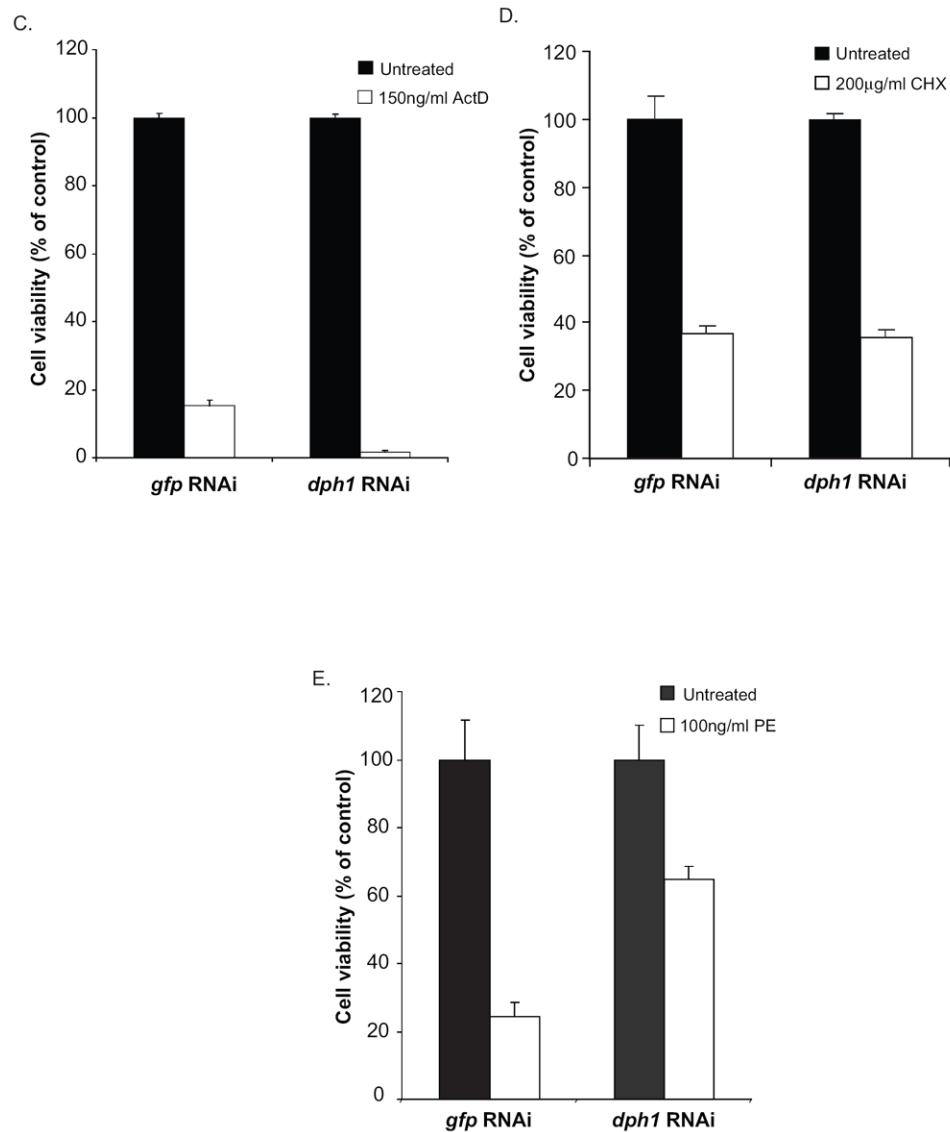 C.
Cell viability (% of control)
120
100
80
60
40
20
0
Untreated
150ng/ml ActD
gfp RNAi
dph1 RNAi
D.
Cell viability (% of control)
120
100
80
60
40
20
0
Untreated
200μg/ml CHX
gfp RNAi
dph1 RNAi
E.
Cell viability (% of control)
120
100
80
60
40
20
0
Untreated
100ng/ml PE
gfp RNAi
dph1 RNAi